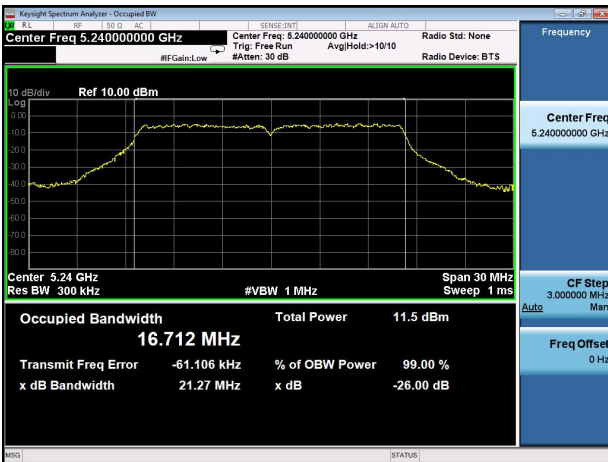 Keysight Spectrum Analyzer - Occupied BW
RL RF 50 Ω AC SENSE:INT ALIGN AUTO
Center Freq 5.240000000 GHz
Center Freq: 5.240000000 GHz Radio Std: None
Trig: Free Run Avg|Hold:>10/10
#IFGain:Low #Atten: 30 dB Radio Device: BTS
10 dB/div Ref 10.00 dBm
Log
0.00
-10.0
-20.0
-30.0
-40.0
-50.0
-60.0
-70.0
-80.0
Center 5.24 GHz Span 30 MHz
Res BW 300 kHz #VBW 1 MHz Sweep 1 ms
Occupied Bandwidth Total Power 11.5 dBm
16.712 MHz
Transmit Freq Error -61.106 kHz % of OBW Power 99.00 %
x dB Bandwidth 21.27 MHz x dB -26.00 dB
MSG STATUS
Frequency
Center Freq
5.240000000 GHz
CF Step
3.000000 MHz
Auto Man
Freq Offset
0 Hz